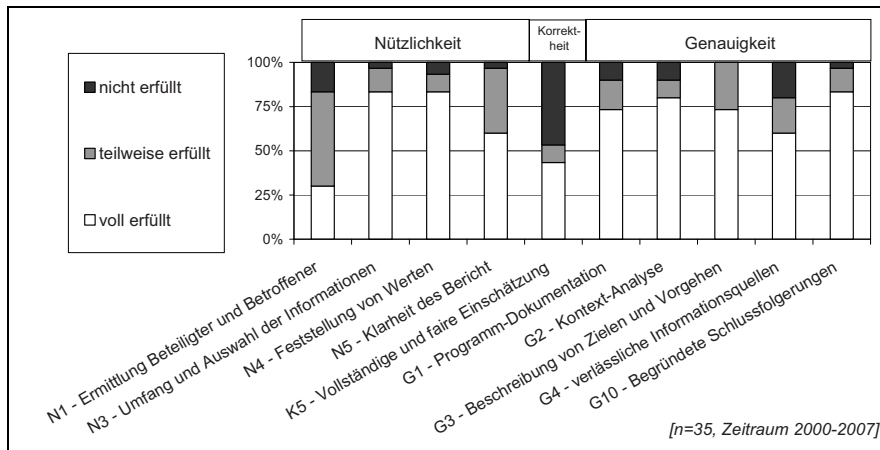 Nützlichkeit
Korrekt-
heit
Genauigkeit
nicht erfüllt
teilweise erfüllt
voll erfüllt
100%
75%
50%
25%
0%
N1 - Ermittlung Beteiligter und Betroffener
N3 - Umfang und Auswahl der Informationen
N4 - Feststellung von Werten
N5 - Klarheit des Bericht
K5 - Vollständige und faire Einschätzung
G1 - Programm-Dokumentation
G2 - Kontext-Analyse
G3 - Beschreibung von Zielen und Vorgehen
G4 - verlässliche Informationsquellen
G10 - Begründete Schlussfolgerungen
[n=35, Zeitraum 2000-2007]